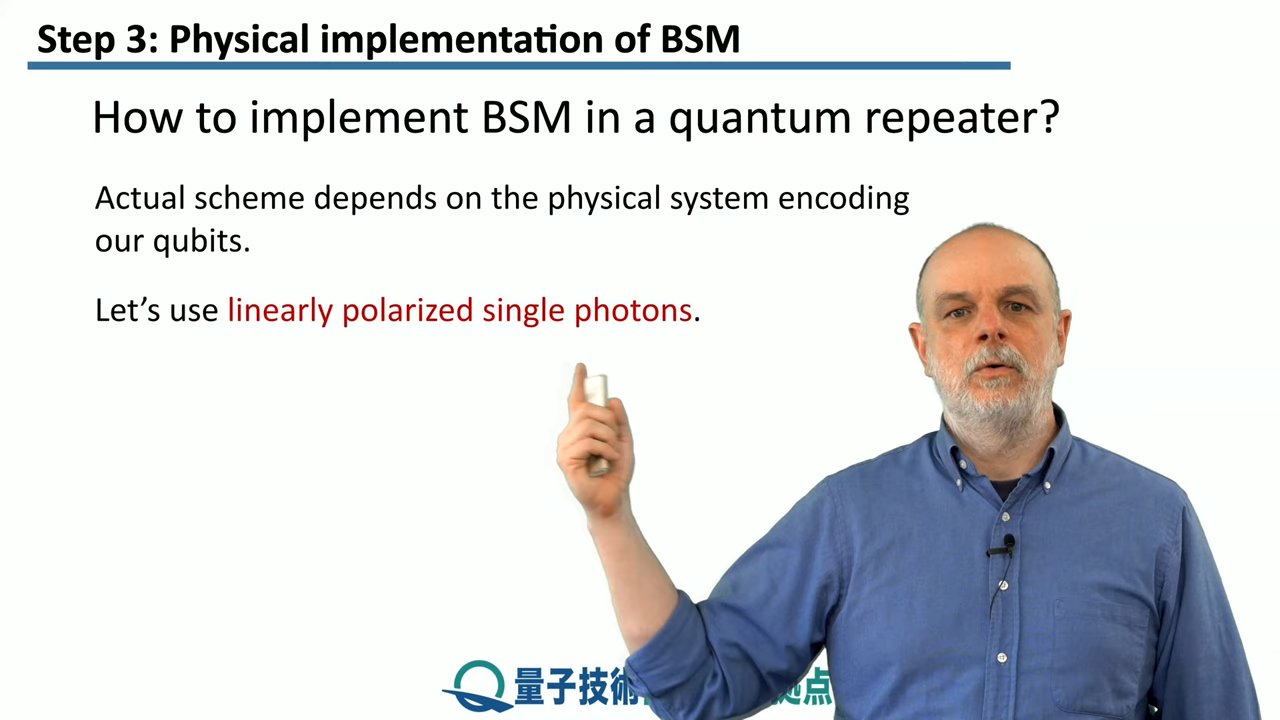 Step 3: Physical implementation of BSM
How to implement BSM in a quantum repeater?
Actual scheme depends on the physical system encoding
our qubits.
Let's use linearly polarized single photons.
量子技術 点